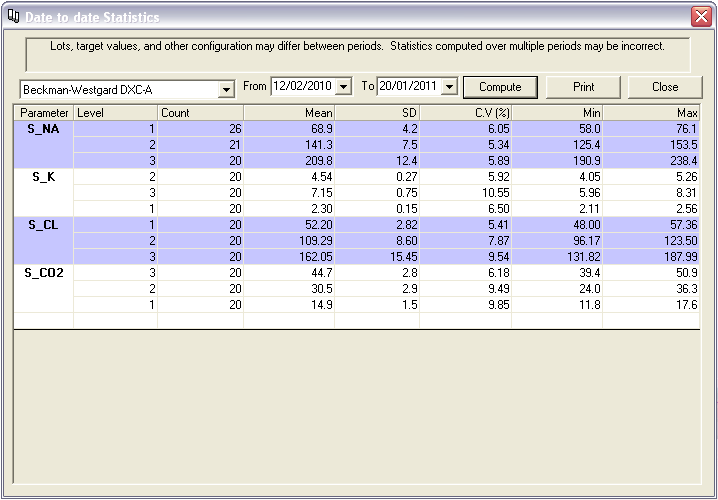 Date to date Statistics
Lots, target values, and other configuration may differ between periods.  Statistics computed over multiple periods may be incorrect.
Beckman-Westgard DXC-A From 12/02/2010 To 20/01/2011 Compute Print Close
Parameter Level Count Mean SD C.V (%) Min Max
S_NA 1 26 68.9 4.2 6.05 58.0 76.1
2 21 141.3 7.5 5.34 125.4 153.5
3 20 209.8 12.4 5.89 190.9 238.4
S_K 2 20 4.54 0.27 5.92 4.05 5.26
3 20 7.15 0.75 10.55 5.96 8.31
1 20 2.30 0.15 6.50 2.11 2.56
S_CL 1 20 52.20 2.82 5.41 48.00 57.36
2 20 109.29 8.60 7.87 96.17 123.50
3 20 162.05 15.45 9.54 131.82 187.99
S_CO2 3 20 44.7 2.8 6.18 39.4 50.9
2 20 30.5 2.9 9.49 24.0 36.3
1 20 14.9 1.5 9.85 11.8 17.6